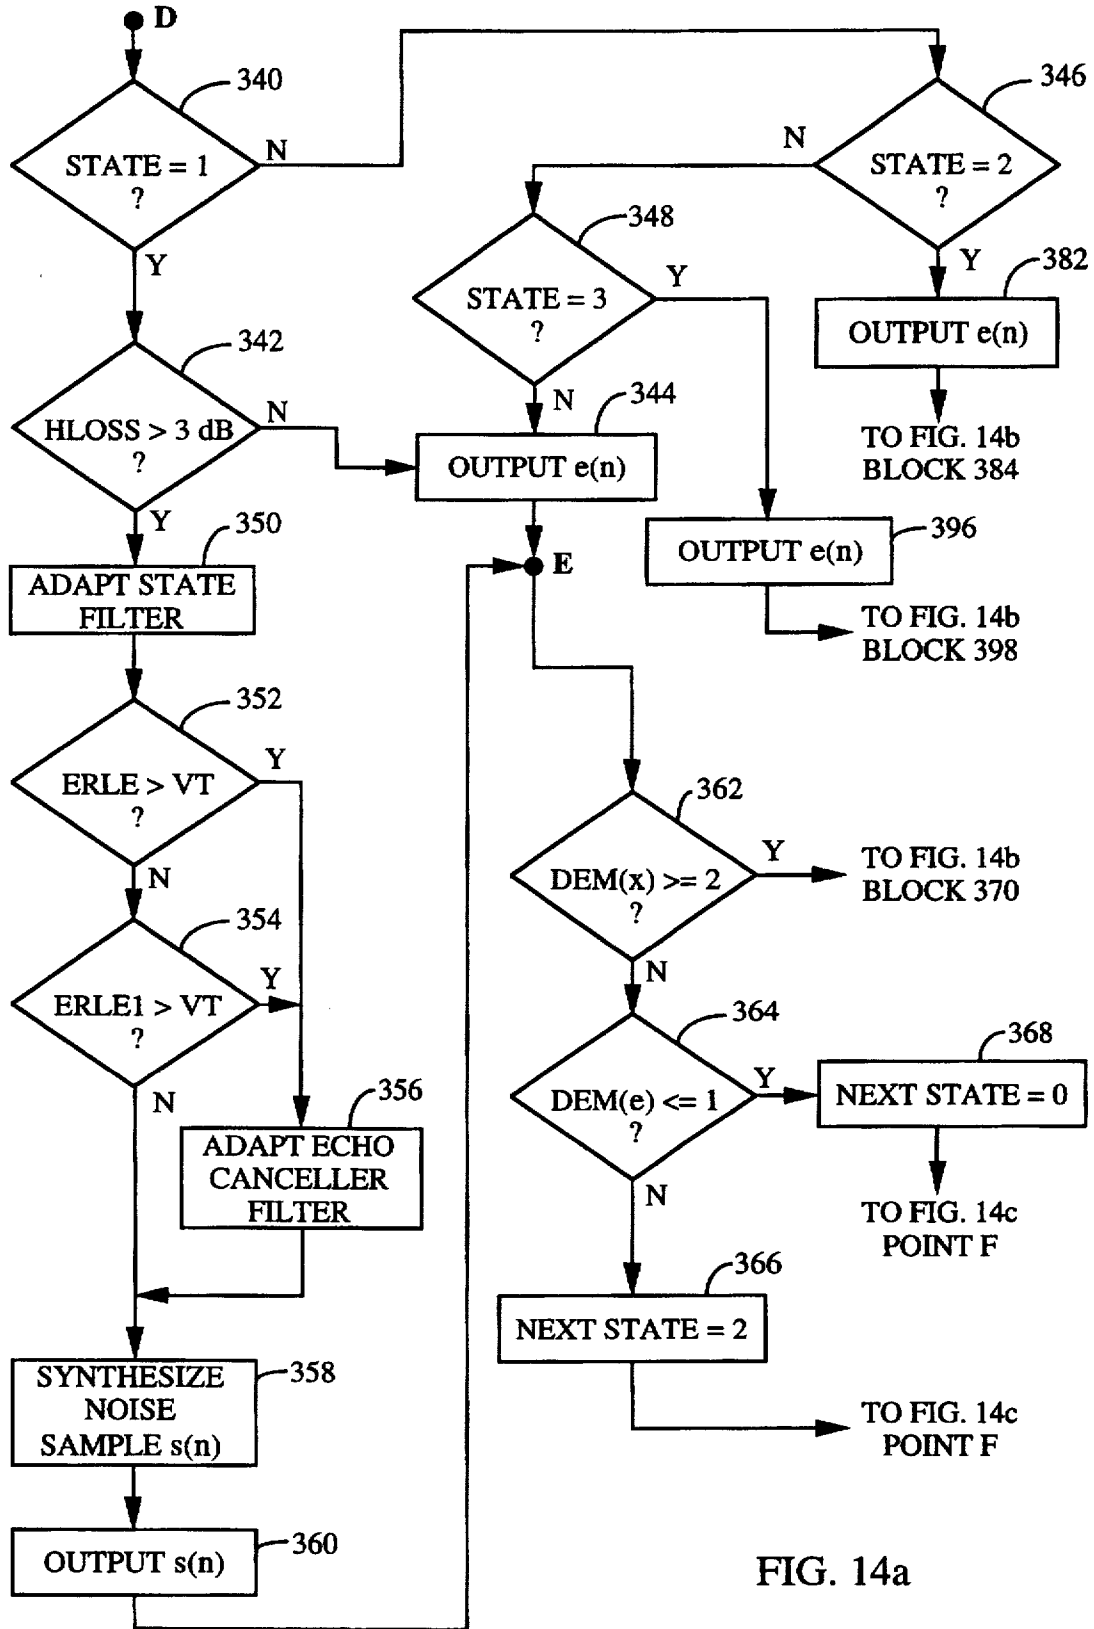 D
340
STATE = 1
?
N
Y
346
STATE = 2
?
N
Y
348
STATE = 3
?
Y
N
382
OUTPUT e(n)
TO FIG. 14b
BLOCK 384
342
HLOSS > 3 dB
?
N
Y
344
OUTPUT e(n)
E
396
OUTPUT e(n)
TO FIG. 14b
BLOCK 398
350
ADAPT STATE
FILTER
352
ERLE > VT
?
Y
N
354
ERLE1 > VT
?
Y
N
356
ADAPT ECHO
CANCELLER
FILTER
358
SYNTHESIZE
NOISE
SAMPLE s(n)
360
OUTPUT s(n)
362
DEM(x) >= 2
?
Y
TO FIG. 14b
BLOCK 370
N
364
DEM(e) <= 1
?
Y
N
368
NEXT STATE = 0
TO FIG. 14c
POINT F
366
NEXT STATE = 2
TO FIG. 14c
POINT F
FIG. 14a